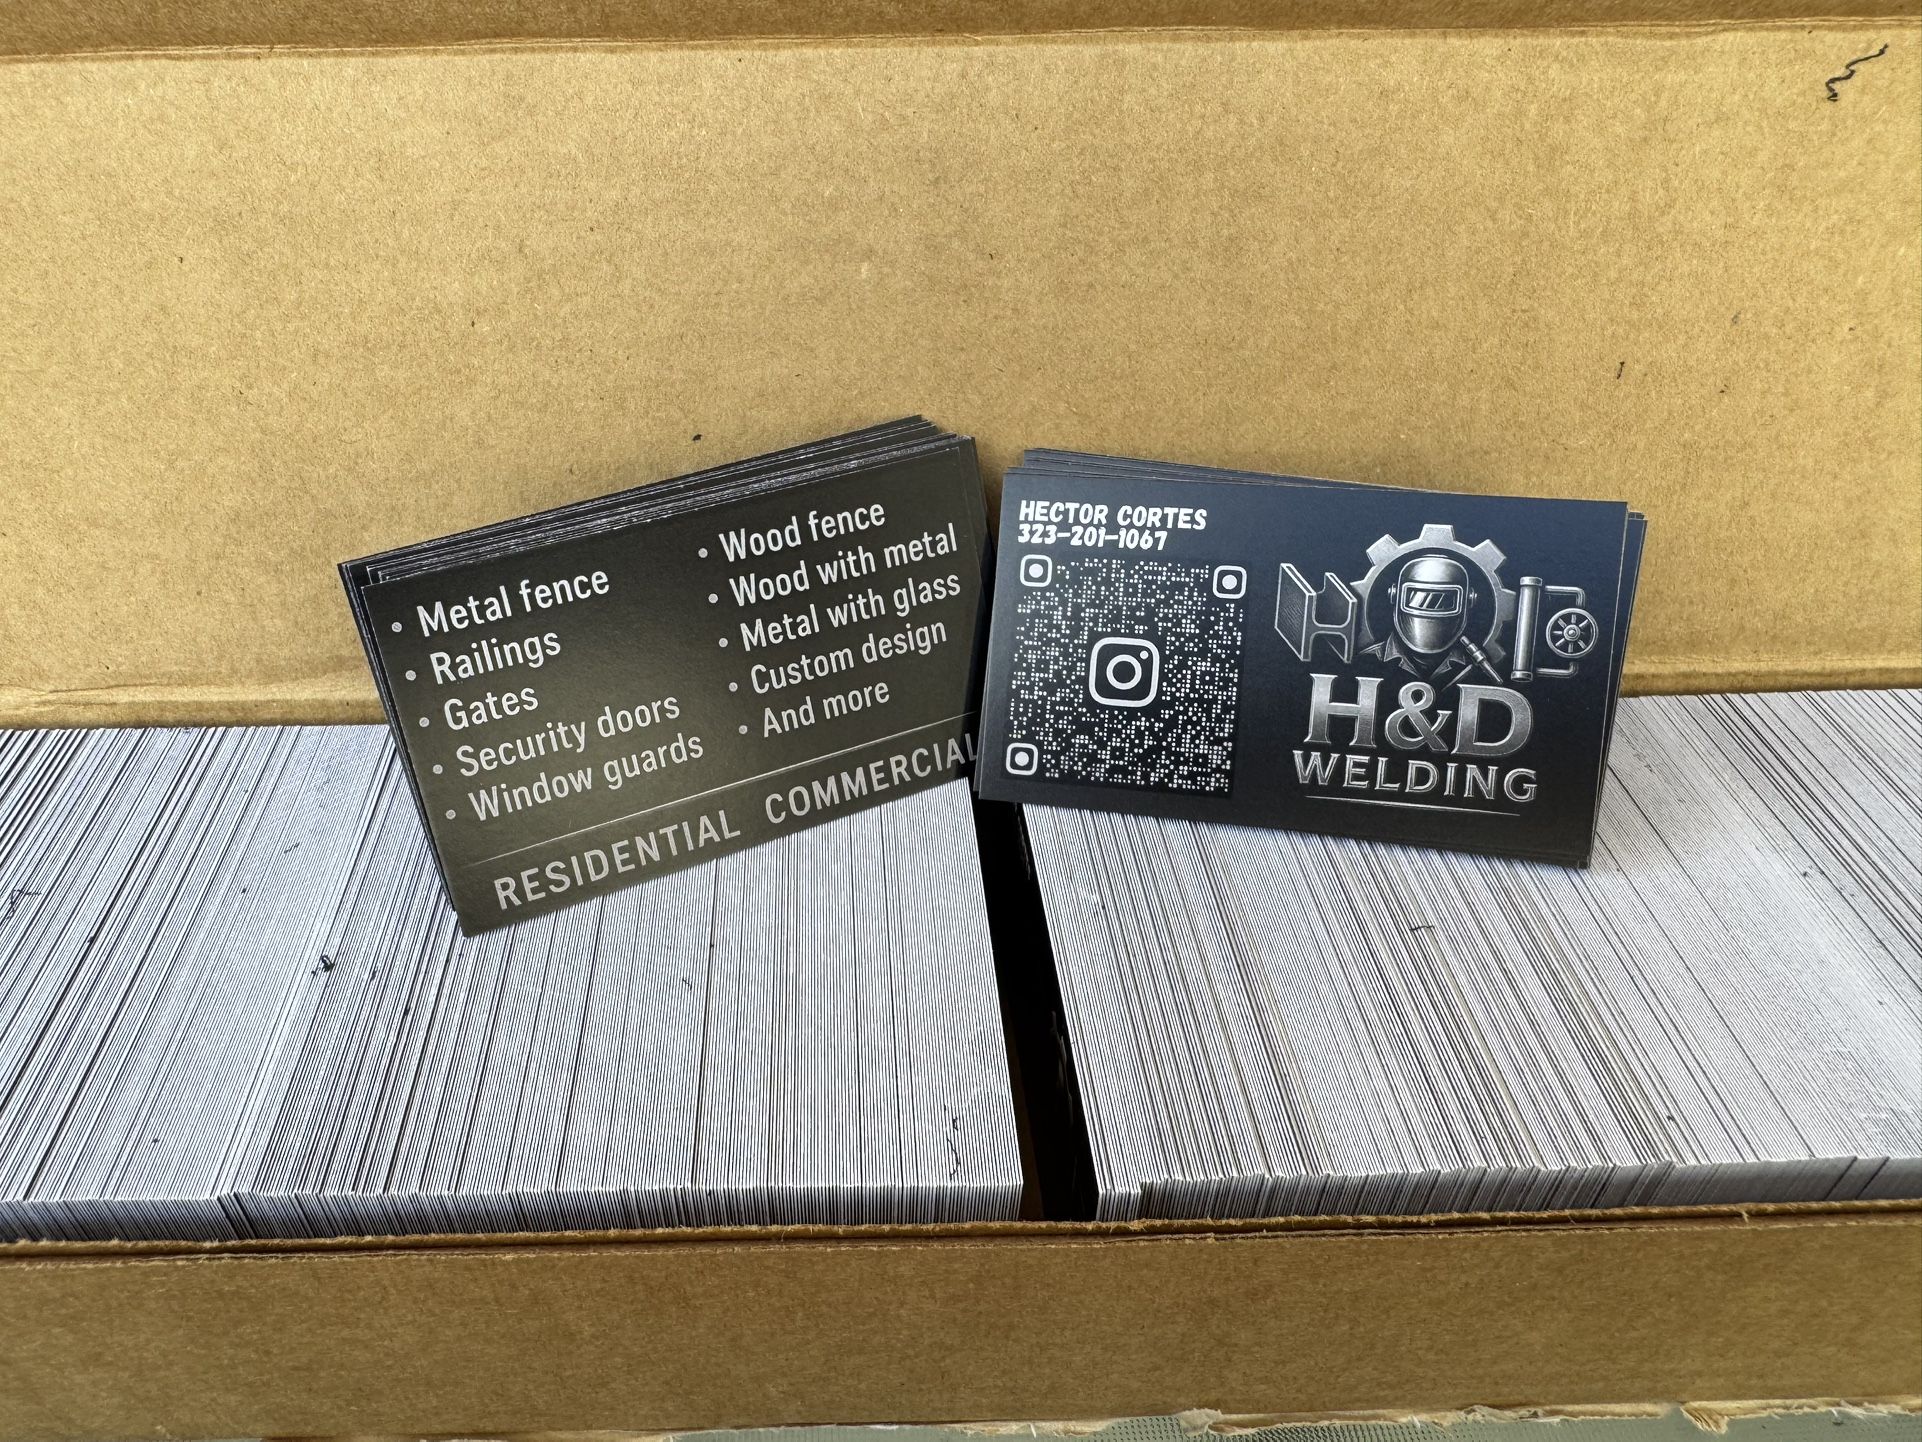 • Metal fence
• Railings
• Gates
• Security doors
• Window guards
• Wood fence
• Wood with metal
• Metal with glass
• Custom design
• And more
RESIDENTIAL COMMERCIAL
HECTOR CORTES
323-201-1067
H&D
WELDING